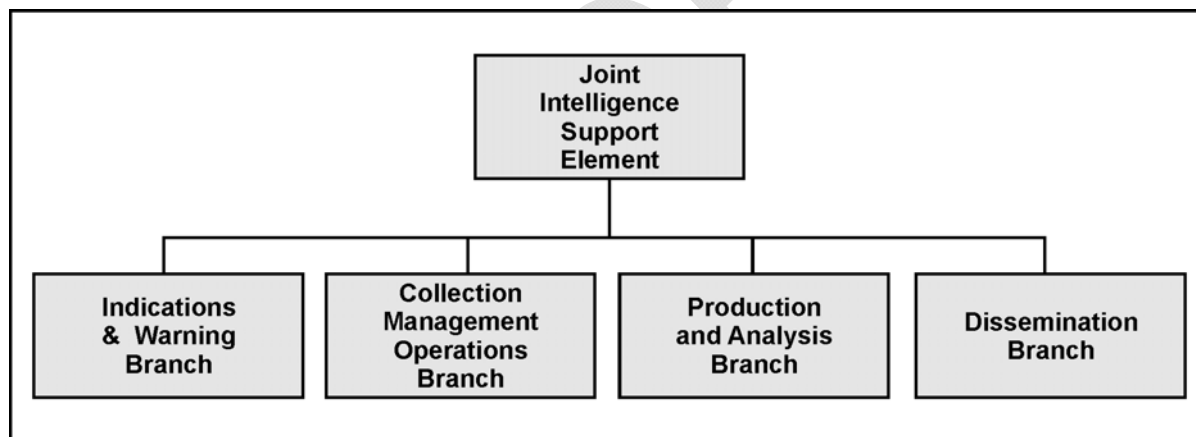 Joint
Intelligence
Support
Element
Indications
& Warning
Branch
Collection
Management
Operations
Branch
Production
and Analysis
Branch
Dissemination
Branch